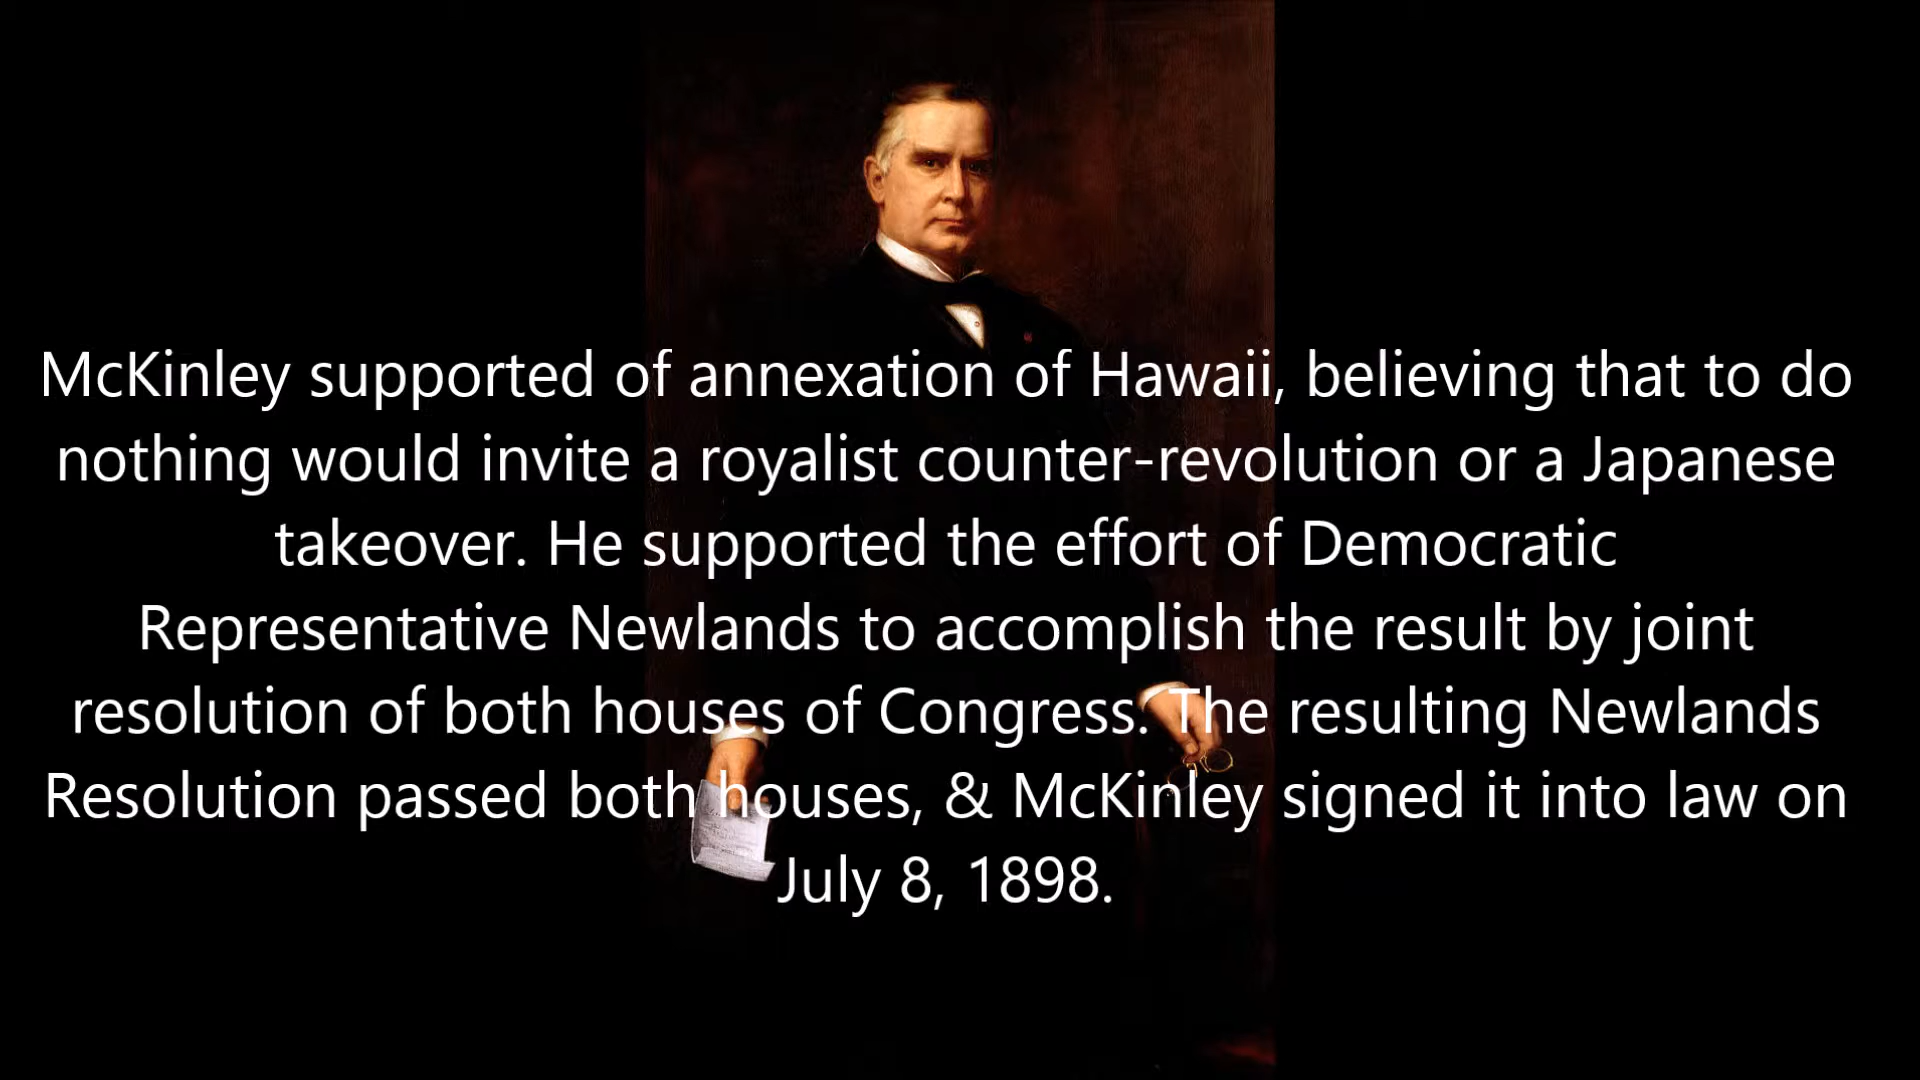 McKinley supported of annexation of Hawaii, believing that to do
nothing would invite a royalist counter-revolution or a Japanese
takeover. He supported the effort of Democratic
Representative Newlands to accomplish the result by joint
resolution of both houses of Congress. The resulting Newlands
Resolution passed both houses, & McKinley signed it into law on
July 8, 1898.